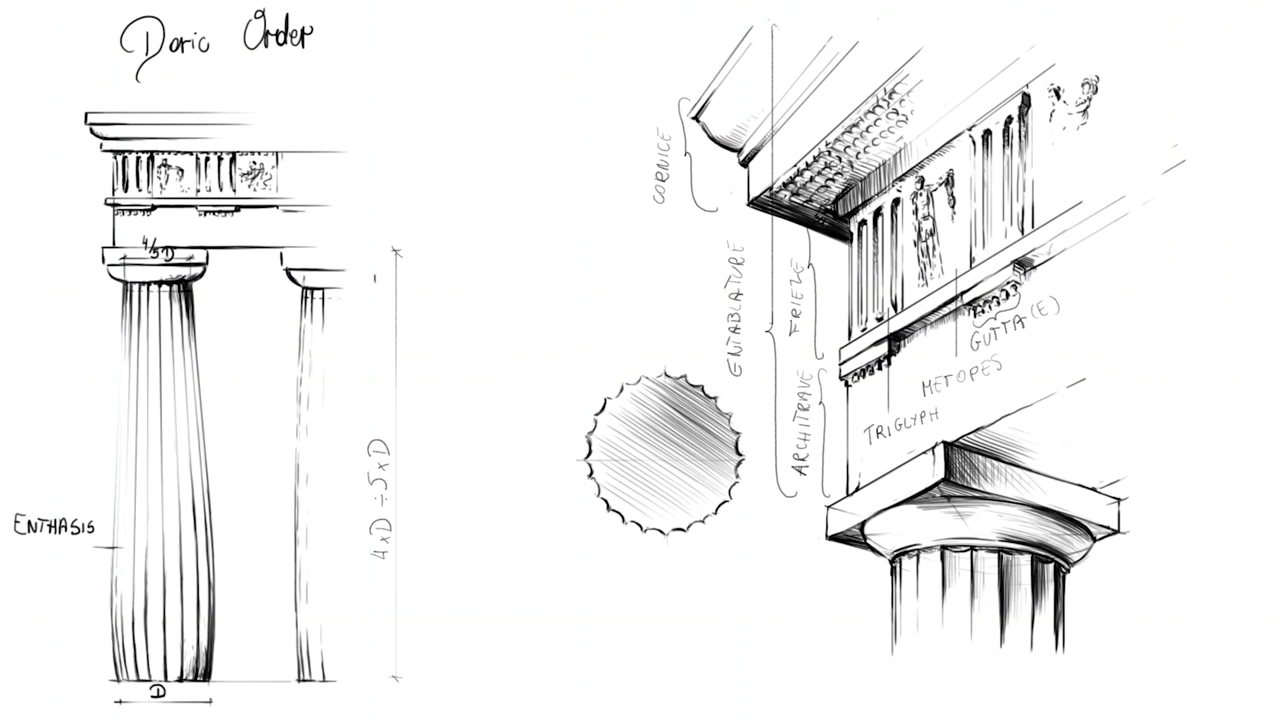 Doric Order
4/5 D
ENTHASIS
D
4xD ÷ 5xD
CORNICE
ENTABLATURE
FRIEZE
ARCHITRAVE
GUTTA(E)
METOPES
TRIGLYPH